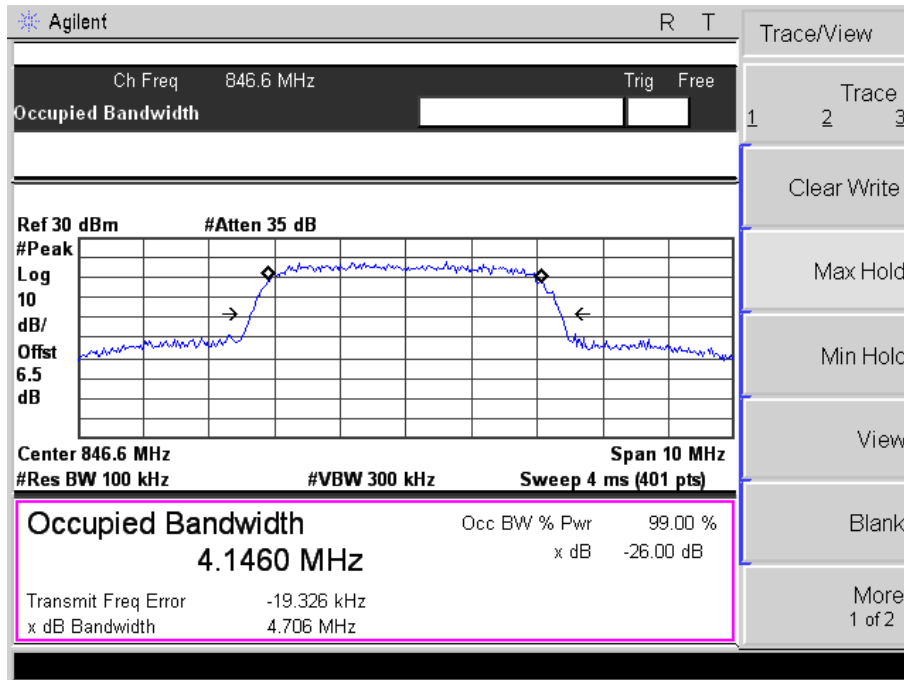 Agilent R T
Ch Freq 846.6 MHz Trig Free
Occupied Bandwidth
Ref 30 dBm #Atten 35 dB
#Peak
Log
10
dB/
Offst
6.5
dB
Center 846.6 MHz Span 10 MHz
#Res BW 100 kHz #VBW 300 kHz Sweep 4 ms (401 pts)
Occupied Bandwidth
4.1460 MHz
Occ BW % Pwr 99.00 %
x dB -26.00 dB
Transmit Freq Error -19.326 kHz
x dB Bandwidth 4.706 MHz
Trace/View
Trace
1 2 3
Clear Write
Max Hold
Min Hold
View
Blank
More
1 of 2